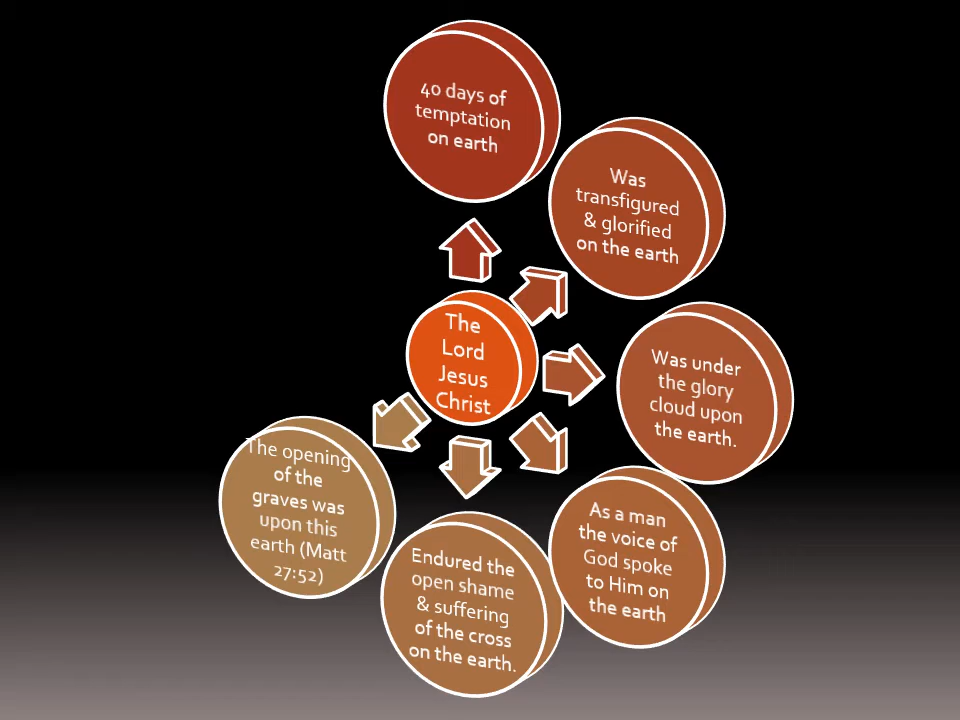 40 days of
temptation
on earth
Was
transfigured
& glorified
on the earth
The
Lord
Jesus
Christ
Was under
the glory
cloud upon
the earth.
As a man
the voice of
God spoke
to Him on
the earth
Endured the
open shame
& suffering
of the cross
on the earth.
The opening
of the
graves was
upon this
earth (Matt
27:52)